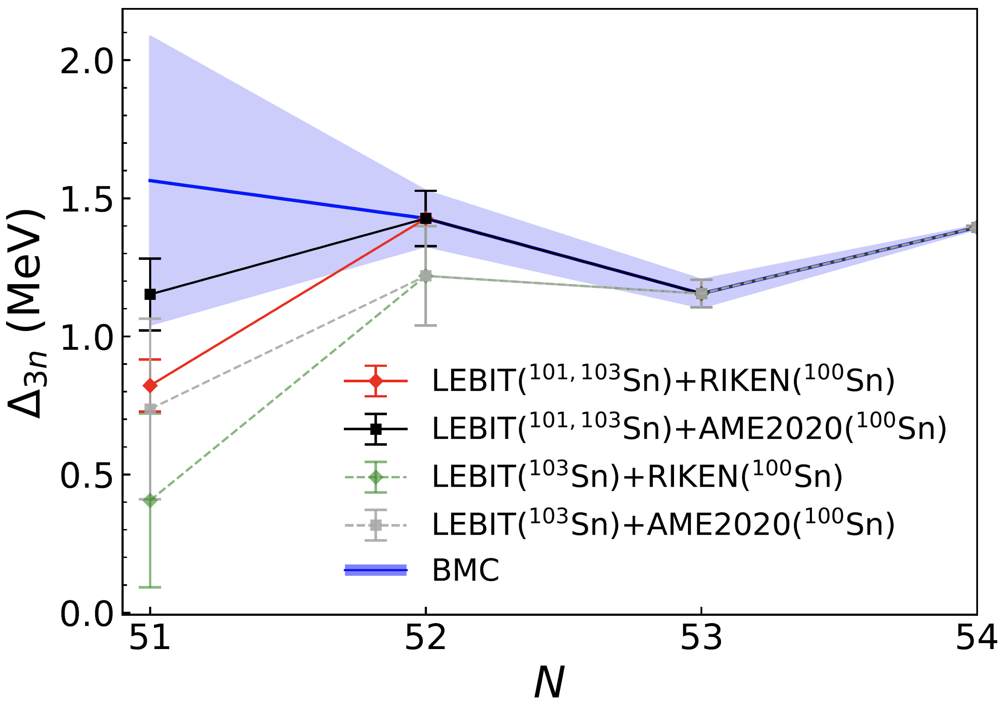 2.0
1.5
1.0
0.5
0.0
Δ3n (MeV)
LEBIT(101, 103Sn)+RIKEN(100Sn)
LEBIT(101, 103Sn)+AME2020(100Sn)
LEBIT(103Sn)+RIKEN(100Sn)
LEBIT(103Sn)+AME2020(100Sn)
BMC
51 52 53 54
N